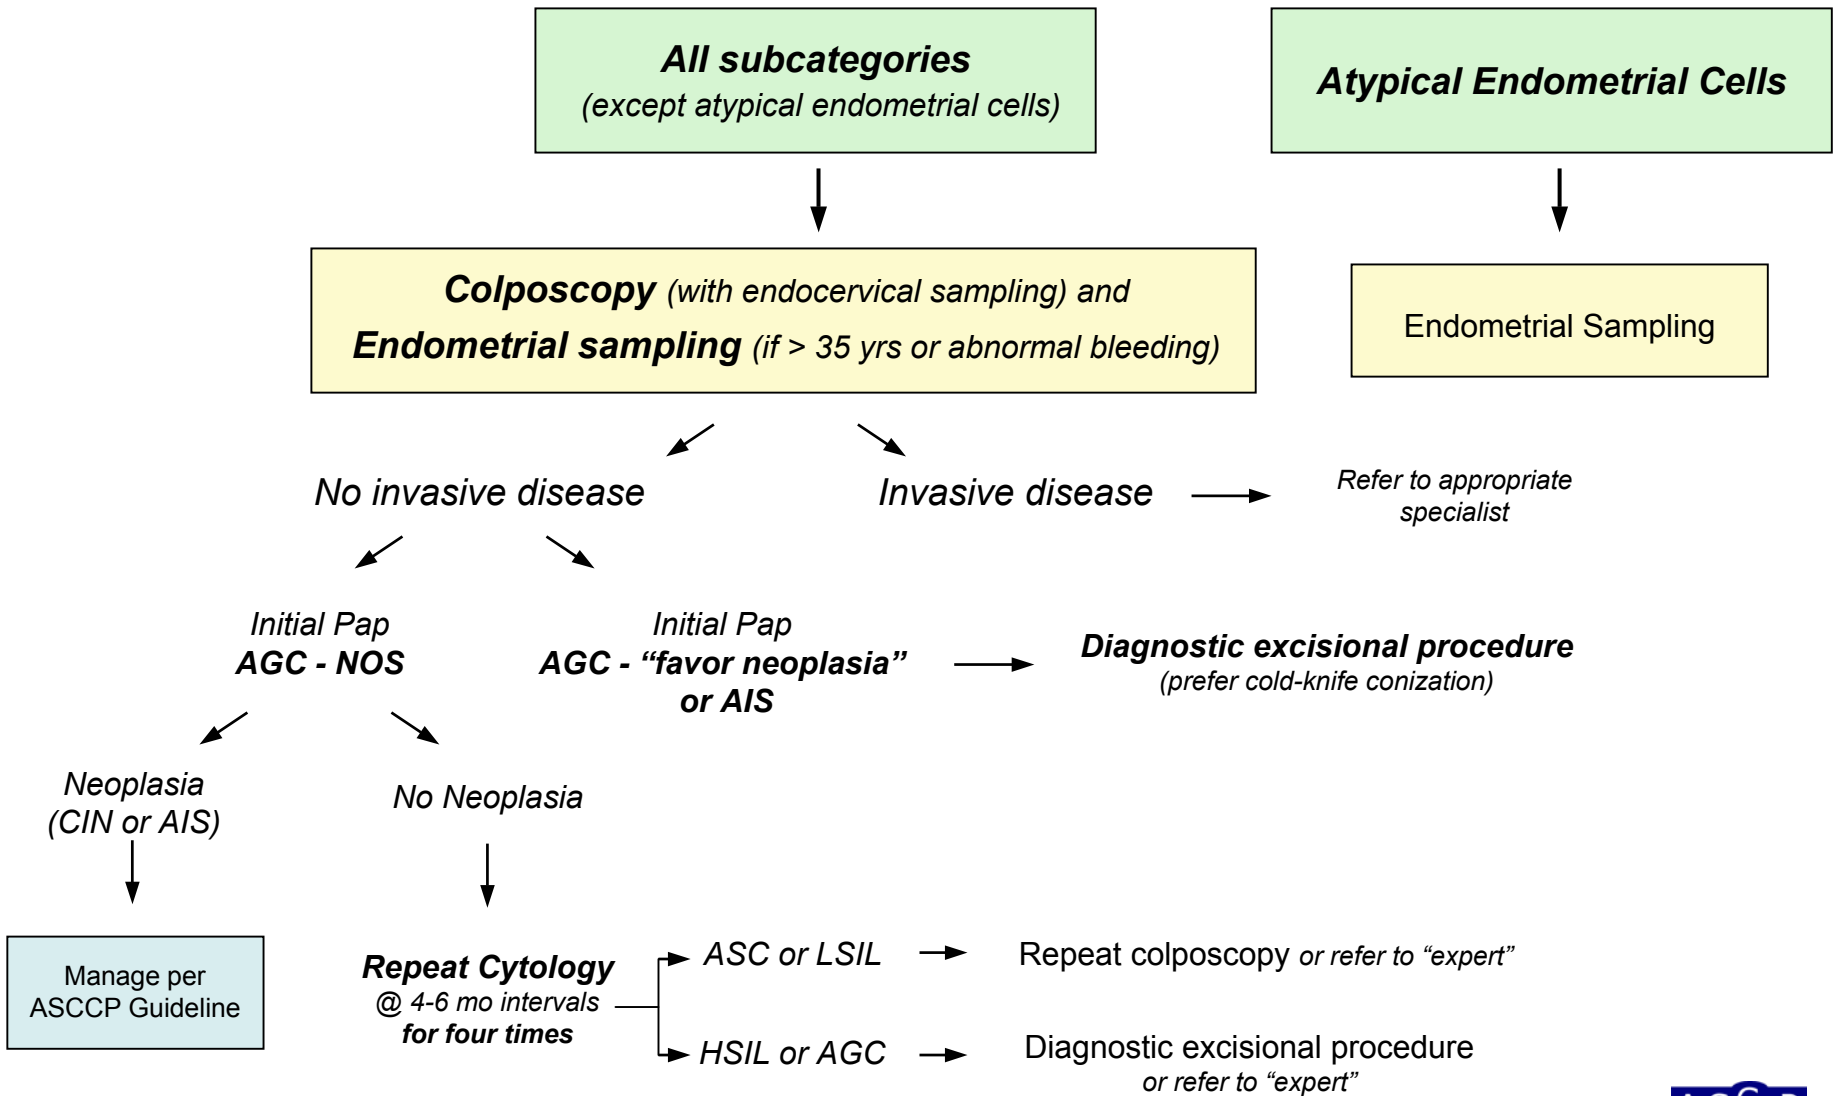 All subcategories
(except atypical endometrial cells)
Atypical Endometrial Cells
Colposcopy (with endocervical sampling) and
Endometrial sampling (if > 35 yrs or abnormal bleeding)
Endometrial Sampling
No invasive disease
Invasive disease
Refer to appropriate
specialist
Initial Pap
AGC - NOS
Initial Pap
AGC - “favor neoplasia”
or AIS
Diagnostic excisional procedure
(prefer cold-knife conization)
Neoplasia
(CIN or AIS)
No Neoplasia
Manage per
ASCCP Guideline
Repeat Cytology
@ 4-6 mo intervals
for four times
ASC or LSIL
Repeat colposcopy or refer to “expert”
HSIL or AGC
Diagnostic excisional procedure
or refer to “expert”